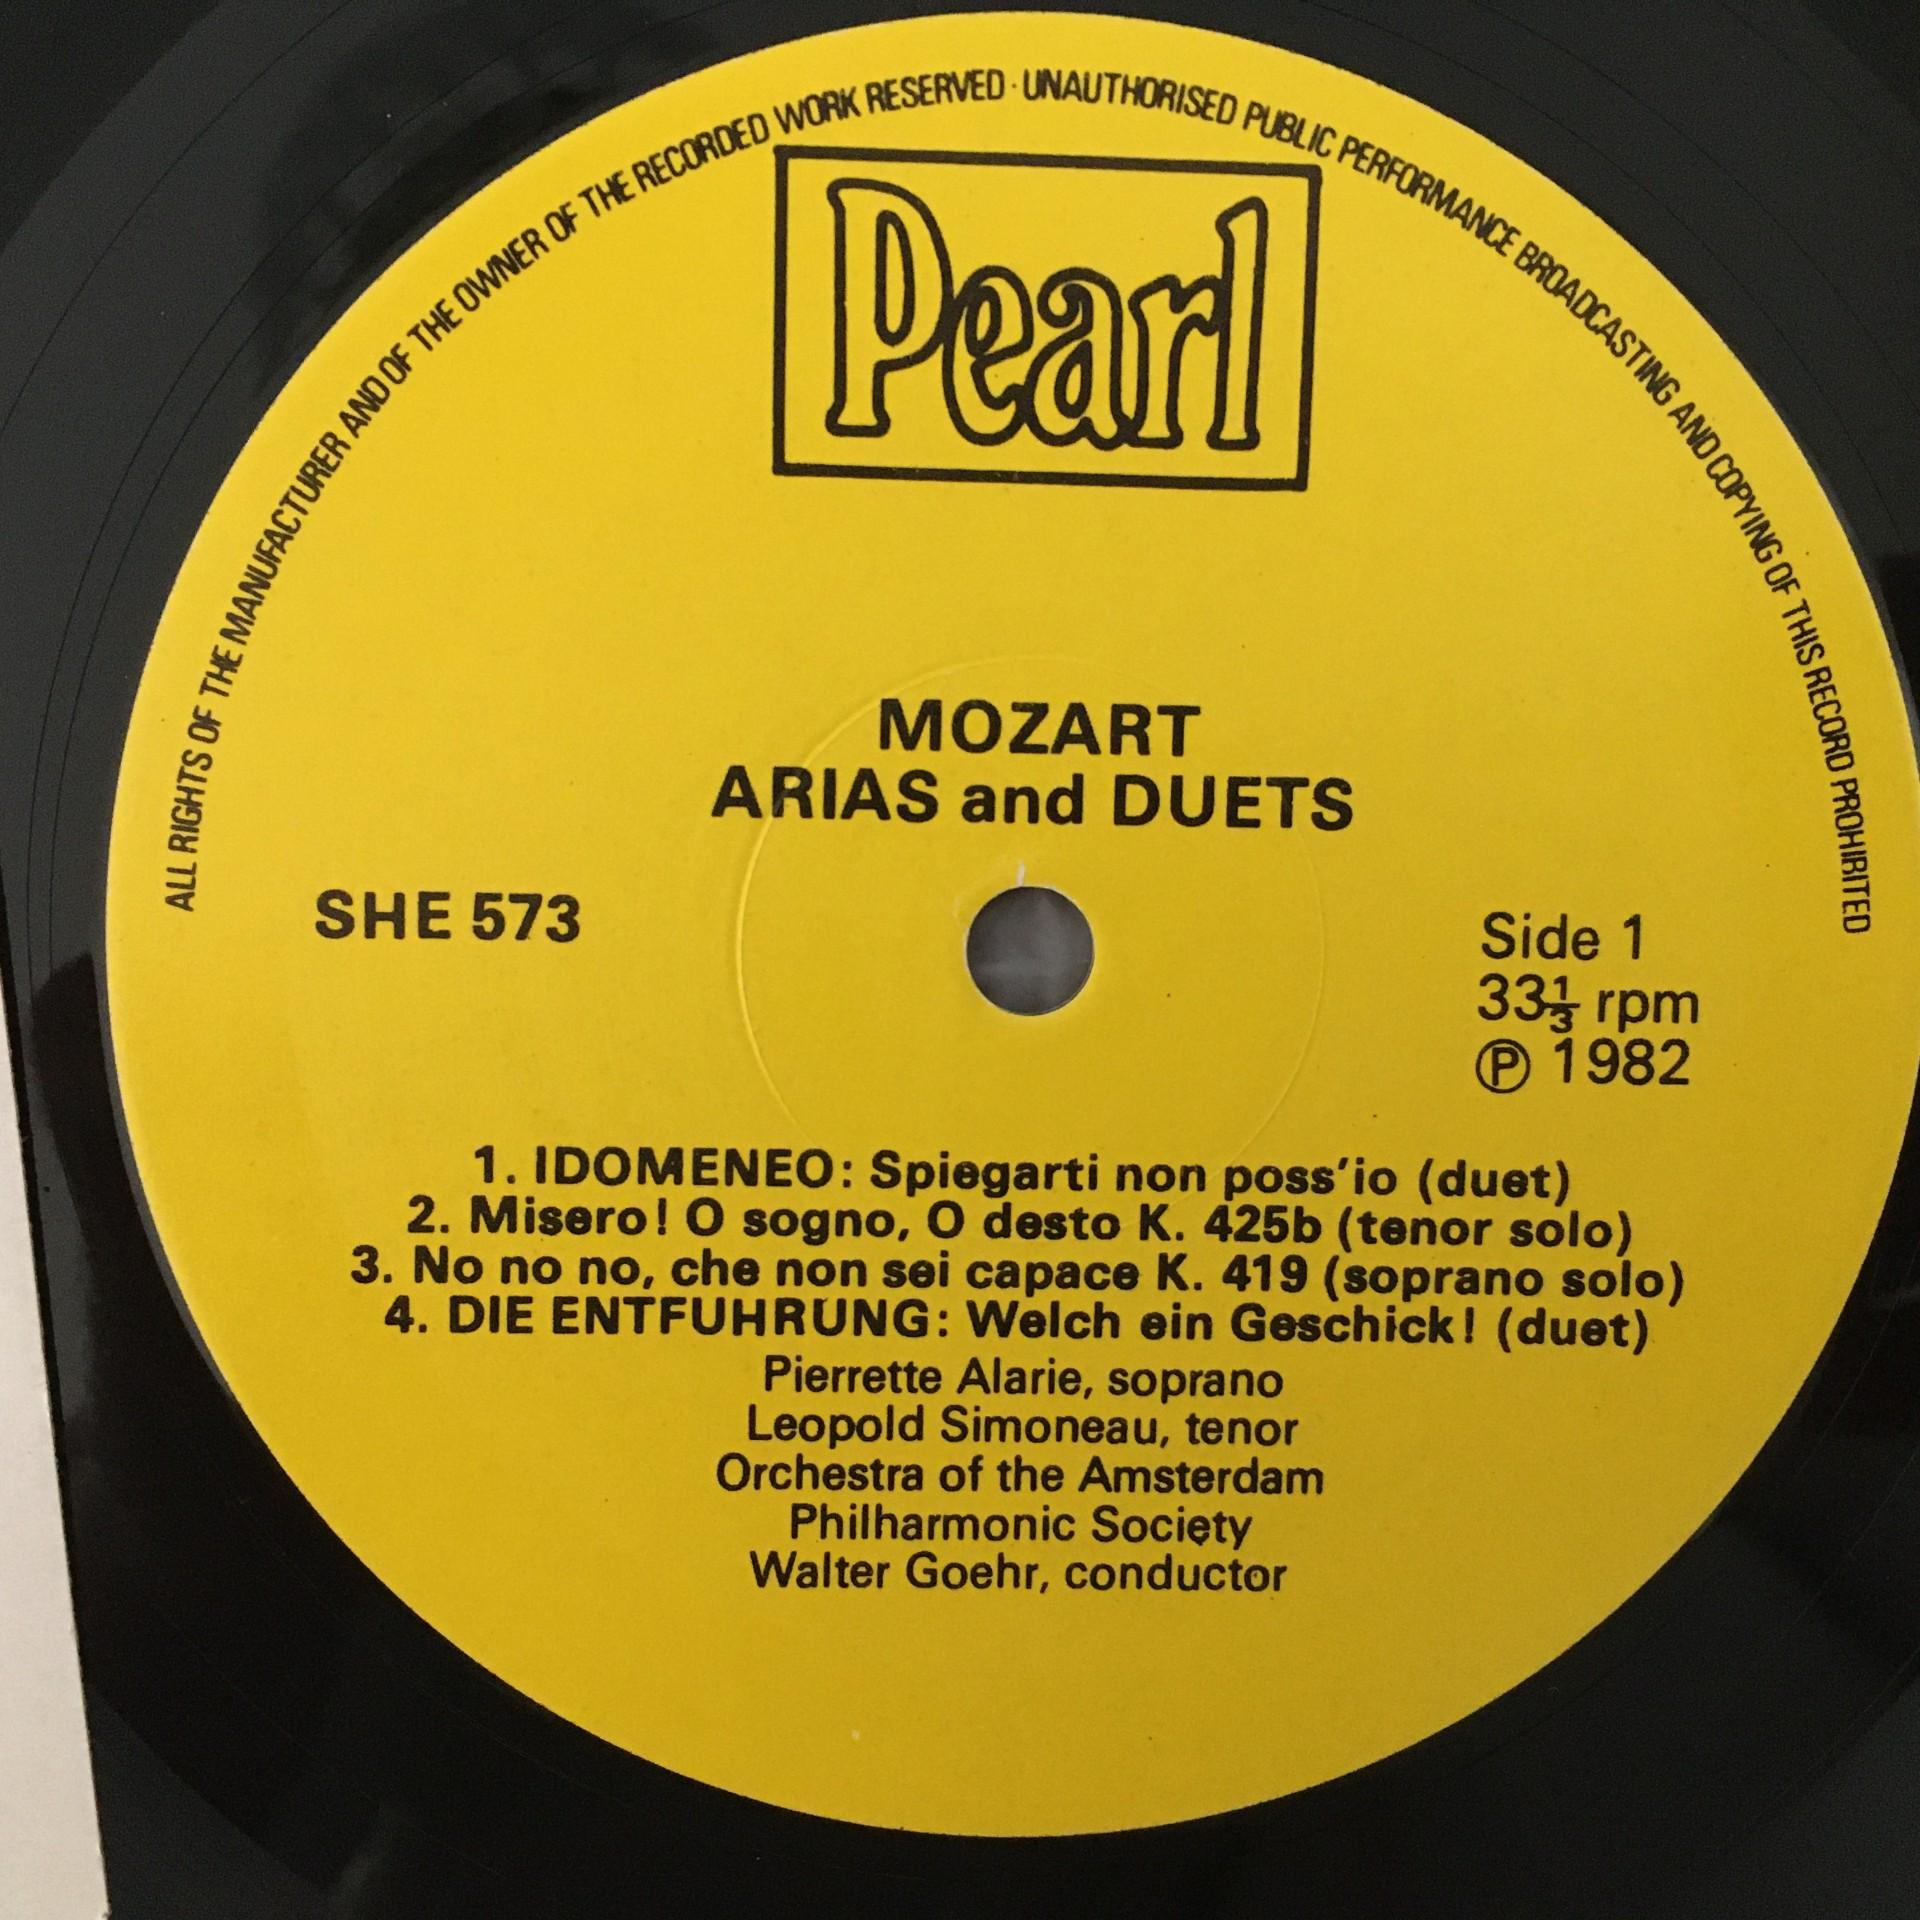 ALL RIGHTS OF THE MANUFACTURER AND OF THE OWNER OF THE RECORDED WORK RESERVED · UNAUTHORISED PUBLIC PERFORMANCE BROADCASTING AND COPYING OF THIS RECORD PROHIBITED
Pearl
MOZART
ARIAS and DUETS
SHE 573
Side 1
33⅓ rpm
℗ 1982
1. IDOMENEO: Spiegarti non poss'io (duet)
2. Misero! O sogno, O desto K. 425b (tenor solo)
3. No no no, che non sei capace K. 419 (soprano solo)
4. DIE ENTFUHRUNG: Welch ein Geschick! (duet)
Pierrette Alarie, soprano
Leopold Simoneau, tenor
Orchestra of the Amsterdam
Philharmonic Society
Walter Goehr, conductor